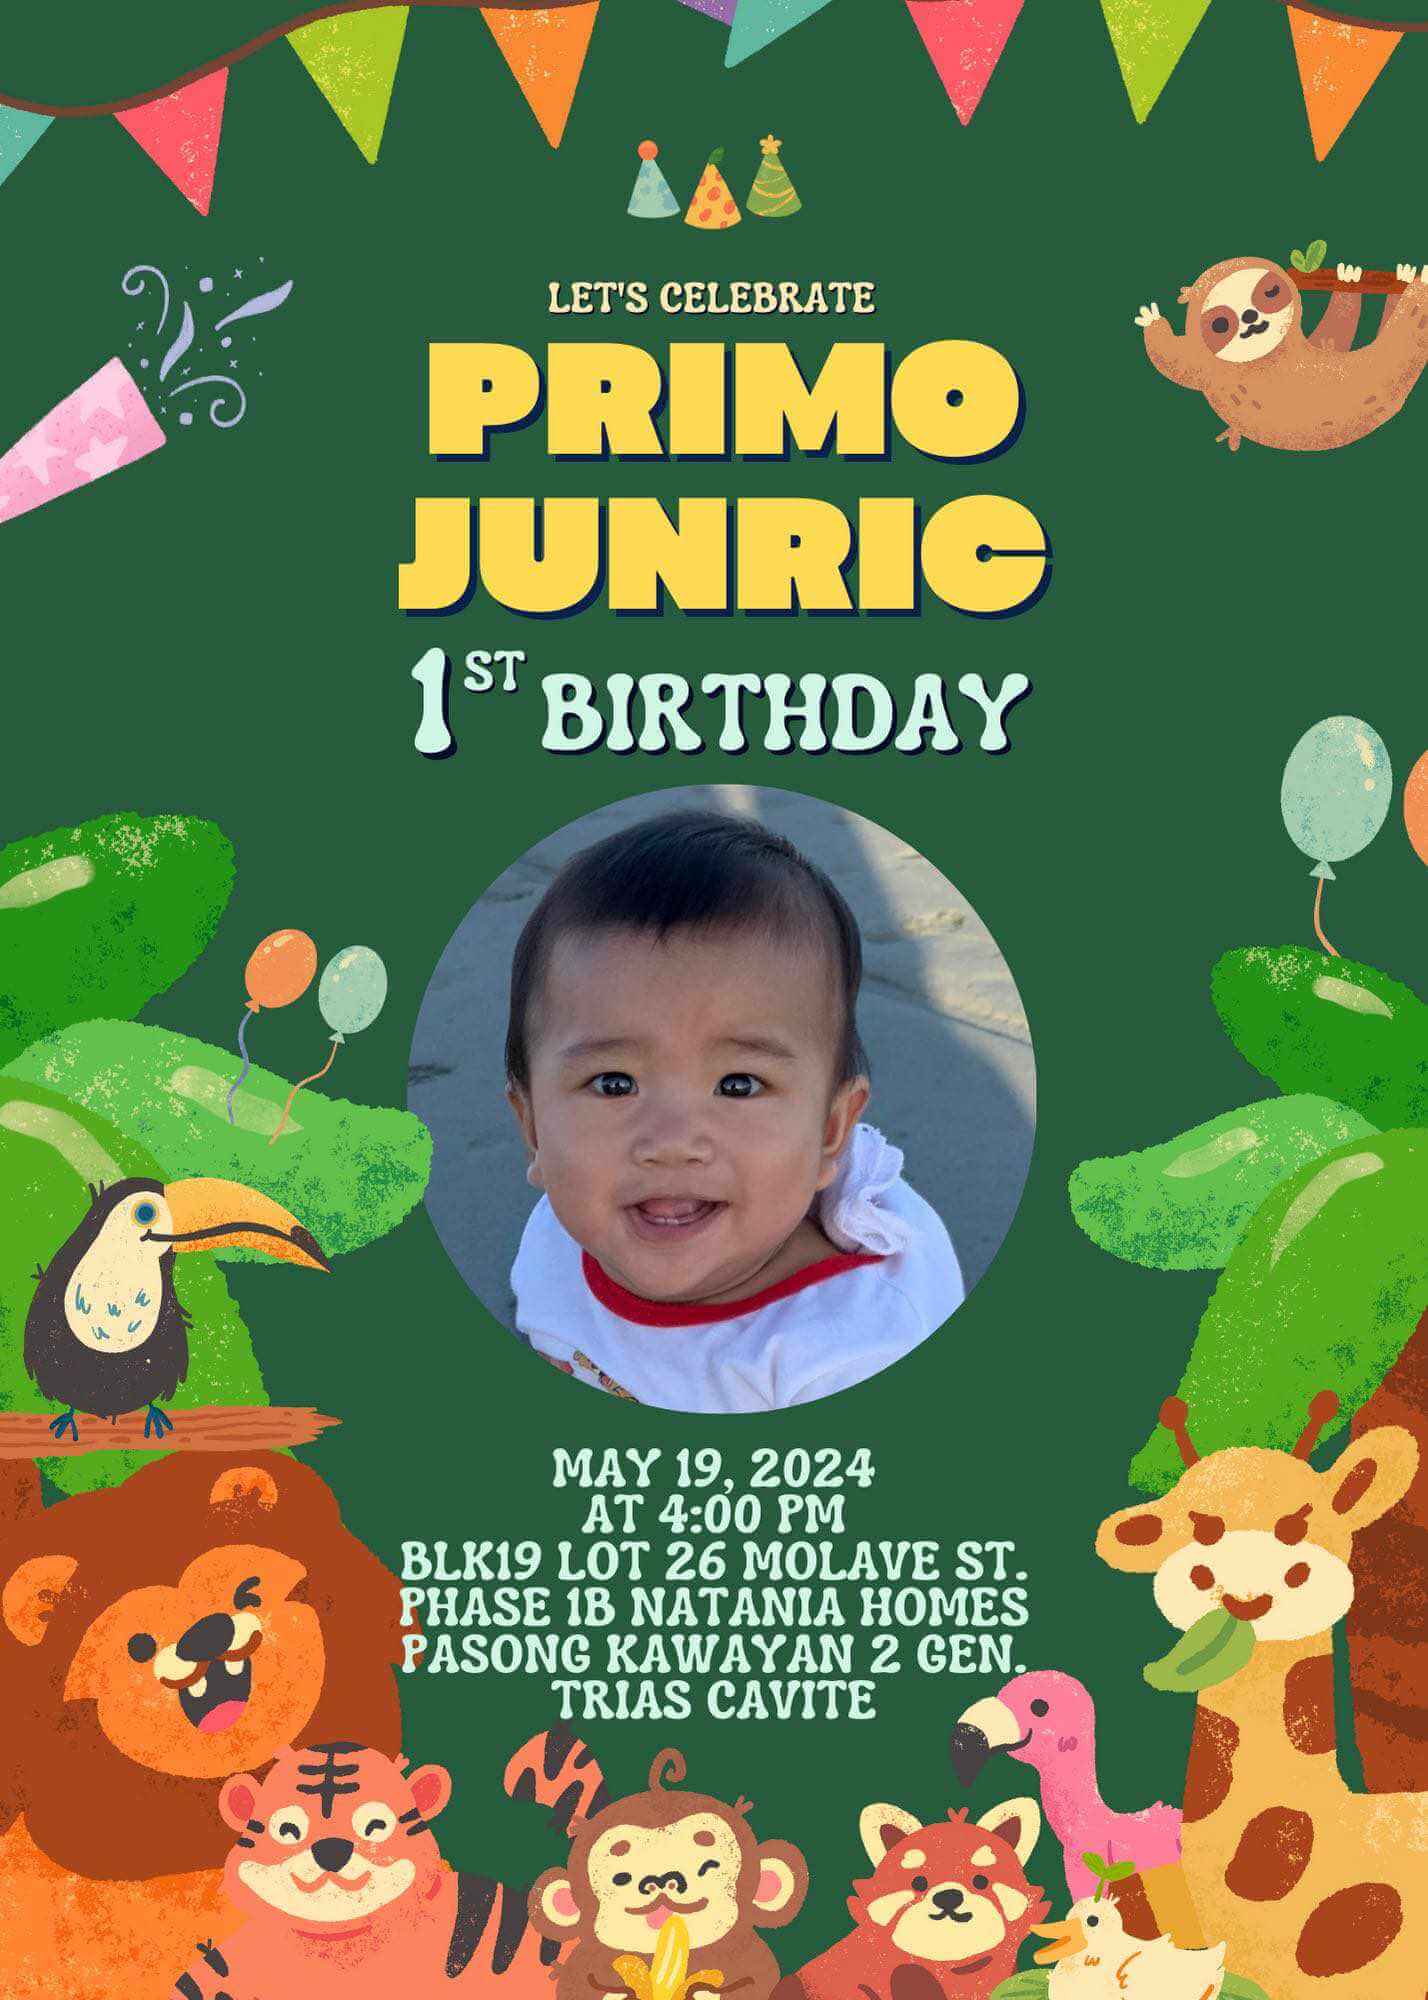 LET'S CELEBRATE
PRIMO
JUNRIC
1ST BIRTHDAY
MAY 19, 2024
AT 4:00 PM
BLK19 LOT 26 MOLAVE ST.
PHASE 1B NATANIA HOMES
PASONG KAWAYAN 2 GEN.
TRIAS CAVITE